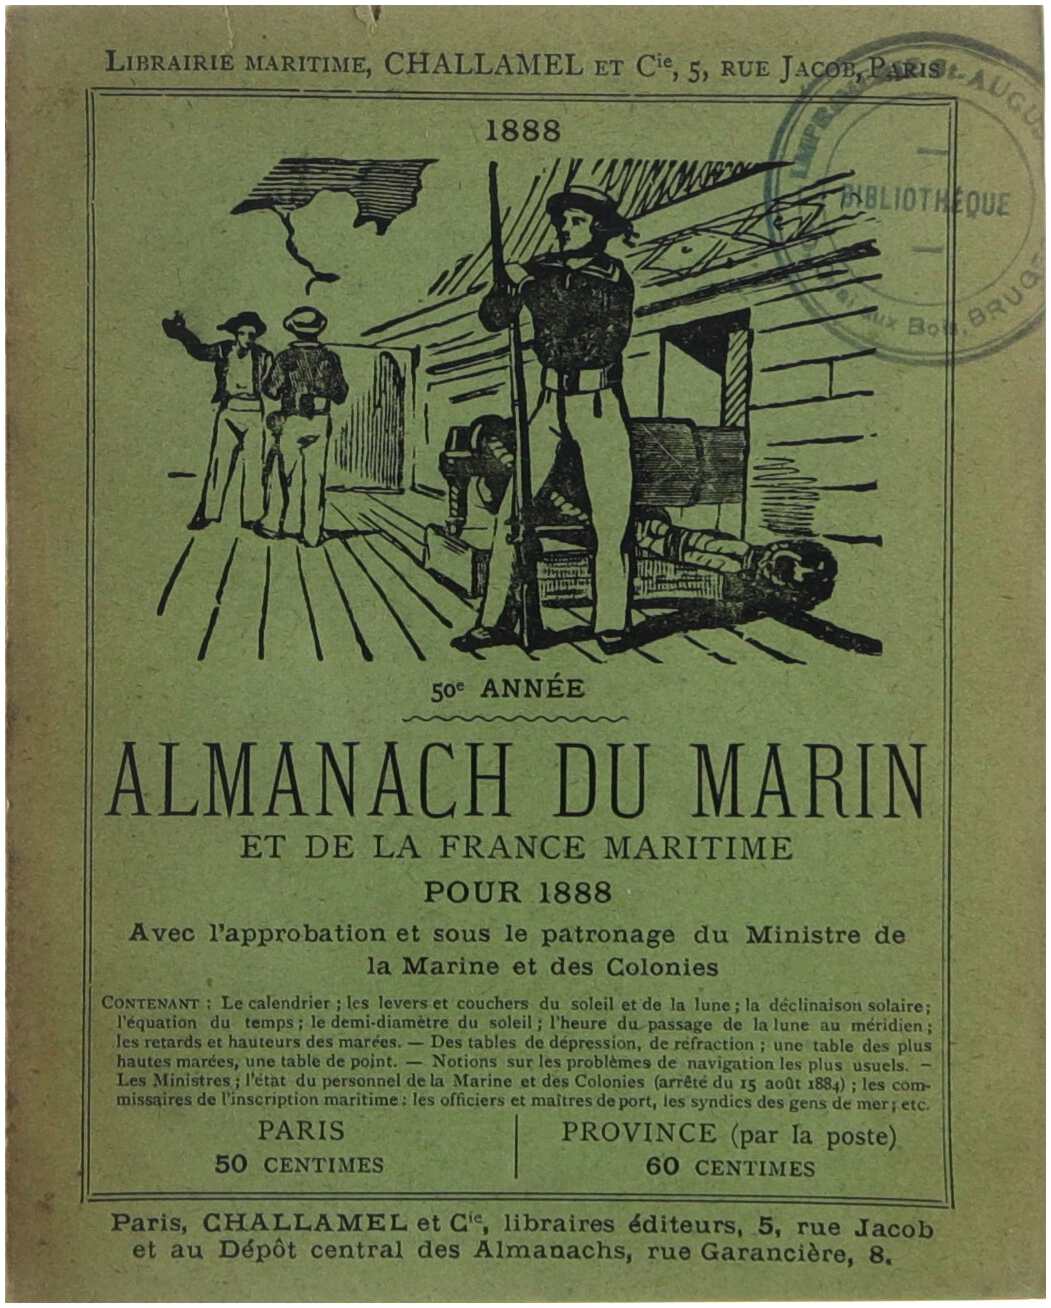 LIBRAIRIE MARITIME, CHALLAMEL ET Cie, 5, RUE JACOB, PARIS
1888
BIBLIOTHÈQUE
50e ANNÉE
ALMANACH DU MARIN
ET DE LA FRANCE MARITIME
POUR 1888
Avec l'approbation et sous le patronage du Ministre de
la Marine et des Colonies
CONTENANT : Le calendrier ; les levers et couchers du soleil et de la lune ; la déclinaison solaire ;
l'équation du temps ; le demi-diamètre du soleil ; l'heure du passage de la lune au méridien ;
les retards et hauteurs des marées. — Des tables de dépression, de réfraction ; une table des plus
hautes marées, une table de point. — Notions sur les problèmes de navigation les plus usuels. —
Les Ministres ; l'état du personnel de la Marine et des Colonies (arrêté du 15 août 1884) ; les com-
missaires de l'inscription maritime : les officiers et maîtres de port, les syndics des gens de mer ; etc.
PARIS
50 CENTIMES
PROVINCE (par la poste)
60 CENTIMES
Paris, CHALLAMEL et Cie, libraires éditeurs, 5, rue Jacob
et au Dépôt central des Almanachs, rue Garancière, 8.